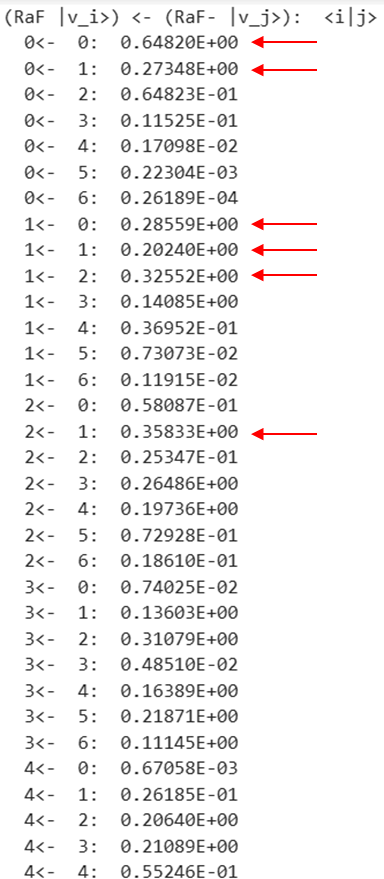 (RaF |v_i>) <- (RaF- |v_j>): <i|j>
0<- 0: 0.64820E+00
0<- 1: 0.27348E+00
0<- 2: 0.64823E-01
0<- 3: 0.11525E-01
0<- 4: 0.17098E-02
0<- 5: 0.22304E-03
0<- 6: 0.26189E-04
1<- 0: 0.28559E+00
1<- 1: 0.20240E+00
1<- 2: 0.32552E+00
1<- 3: 0.14085E+00
1<- 4: 0.36952E-01
1<- 5: 0.73073E-02
1<- 6: 0.11915E-02
2<- 0: 0.58087E-01
2<- 1: 0.35833E+00
2<- 2: 0.25347E-01
2<- 3: 0.26486E+00
2<- 4: 0.19736E+00
2<- 5: 0.72928E-01
2<- 6: 0.18610E-01
3<- 0: 0.74025E-02
3<- 1: 0.13603E+00
3<- 2: 0.31079E+00
3<- 3: 0.48510E-02
3<- 4: 0.16389E+00
3<- 5: 0.21871E+00
3<- 6: 0.11145E+00
4<- 0: 0.67058E-03
4<- 1: 0.26185E-01
4<- 2: 0.20640E+00
4<- 3: 0.21089E+00
4<- 4: 0.55246E-01